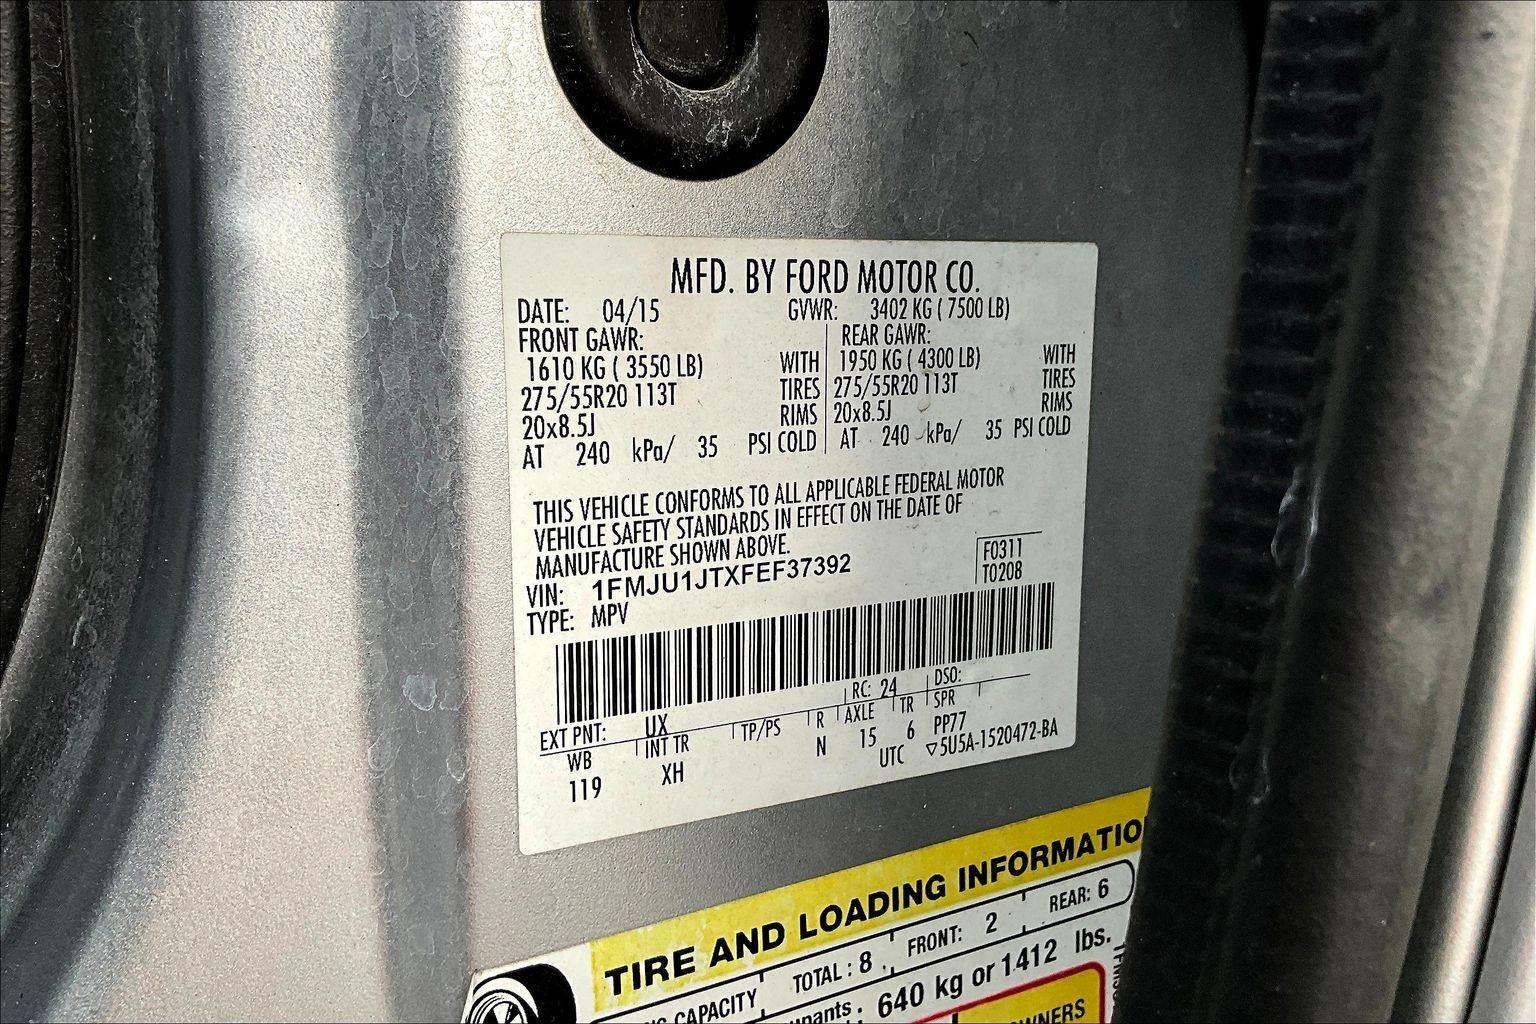 MFD. BY FORD MOTOR CO.
DATE: 04/15 GVWR: 3402 KG ( 7500 LB)
FRONT GAWR: REAR GAWR:
1610 KG ( 3550 LB) WITH 1950 KG ( 4300 LB) WITH
275/55R20 113T TIRES 275/55R20 113T TIRES
20x8.5J RIMS 20x8.5J RIMS
AT 240 kPa/ 35 PSI COLD AT 240 kPa/ 35 PSI COLD
THIS VEHICLE CONFORMS TO ALL APPLICABLE FEDERAL MOTOR
VEHICLE SAFETY STANDARDS IN EFFECT ON THE DATE OF
MANUFACTURE SHOWN ABOVE.
VIN: 1FMJU1JTXFEF37392 F0311
TYPE: MPV T0208
EXT PNT: UX RC: 24 DSO:
WB INT TR TP/PS R AXLE TR SPR
119 XH N 15 6 PP77
UTC ▽5U5A-1520472-BA
TIRE AND LOADING INFORMATIO
CAPACITY TOTAL : 8 FRONT: 2 REAR: 6
pants. 640 kg or 1412 lbs.
WNERS